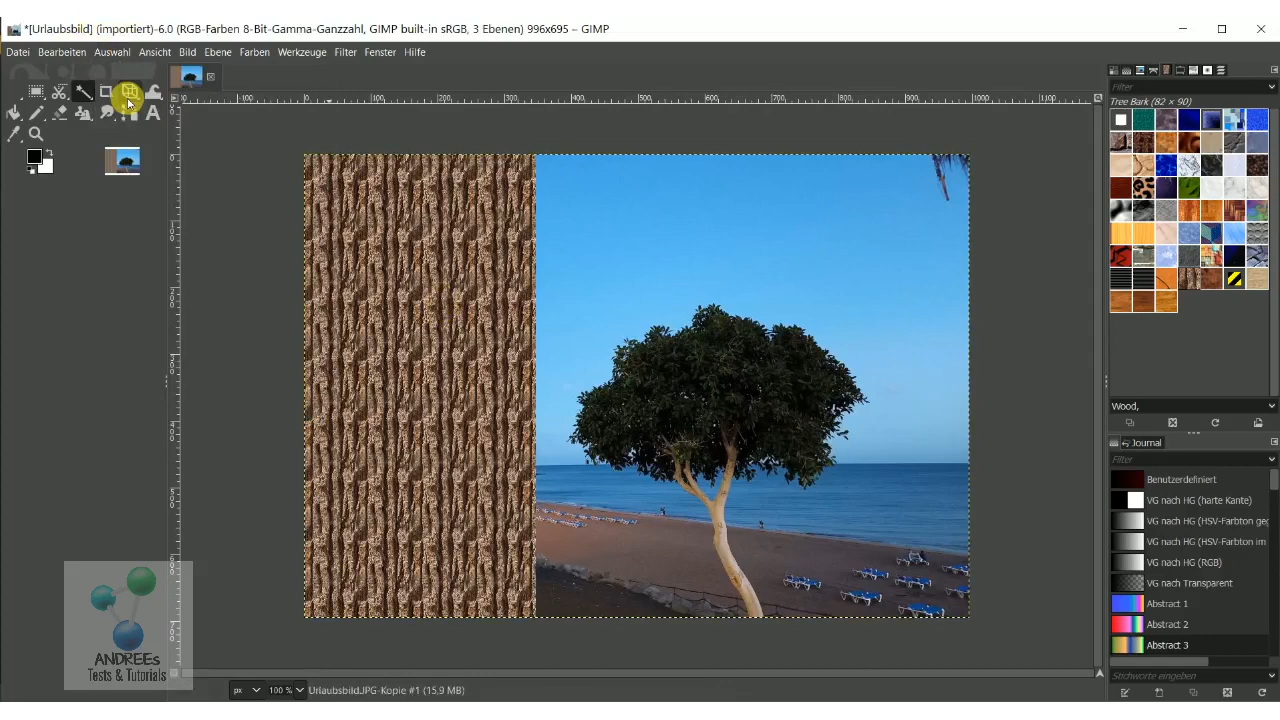 *[Urlaubsbild] (importiert)-6.0 (RGB-Farben 8-Bit-Gamma-Ganzzahl, GIMP built-in sRGB, 3 Ebenen) 996x695 – GIMP
Datei Bearbeiten Auswahl Ansicht Bild Ebene Farben Werkzeuge Filter Fenster Hilfe
Filter
Tree Bark (82 × 90)
Wood,
Journal
Filter
Benutzerdefiniert
VG nach HG (harte Kante)
VG nach HG (HSV-Farbton geg
VG nach HG (HSV-Farbton im
VG nach HG (RGB)
VG nach Transparent
Abstract 1
Abstract 2
Abstract 3
Stichworte eingeben
ANDREEs
Tests & Tutorials
px 100 % Urlaubsbild.JPG-Kopie #1 (15,9 MB)